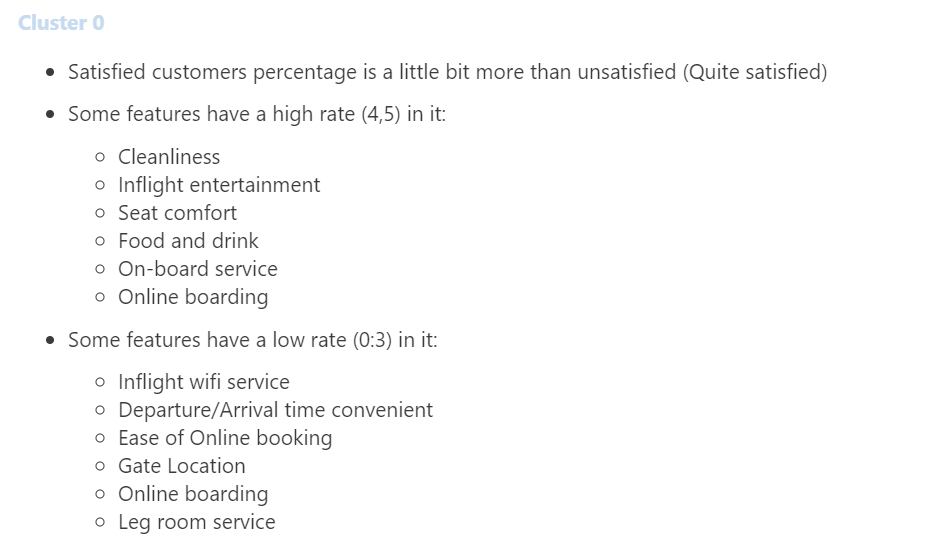 Cluster 0
Satisfied customers percentage is a little bit more than unsatisfied (Quite satisfied)
Some features have a high rate (4,5) in it:
Cleanliness
Inflight entertainment
Seat comfort
Food and drink
On-board service
Online boarding
Some features have a low rate (0:3) in it:
Inflight wifi service
Departure/Arrival time convenient
Ease of Online booking
Gate Location
Online boarding
Leg room service